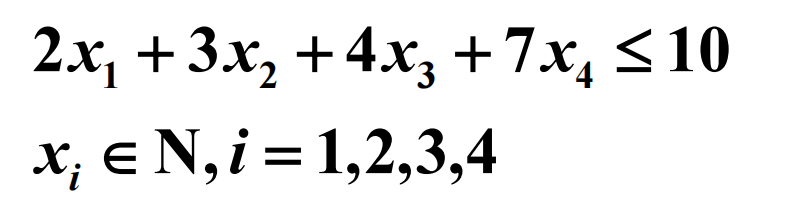 2x₁ + 3x₂ + 4x₃ + 7x₄ ≤ 10
xᵢ ∈ N, i = 1,2,3,4